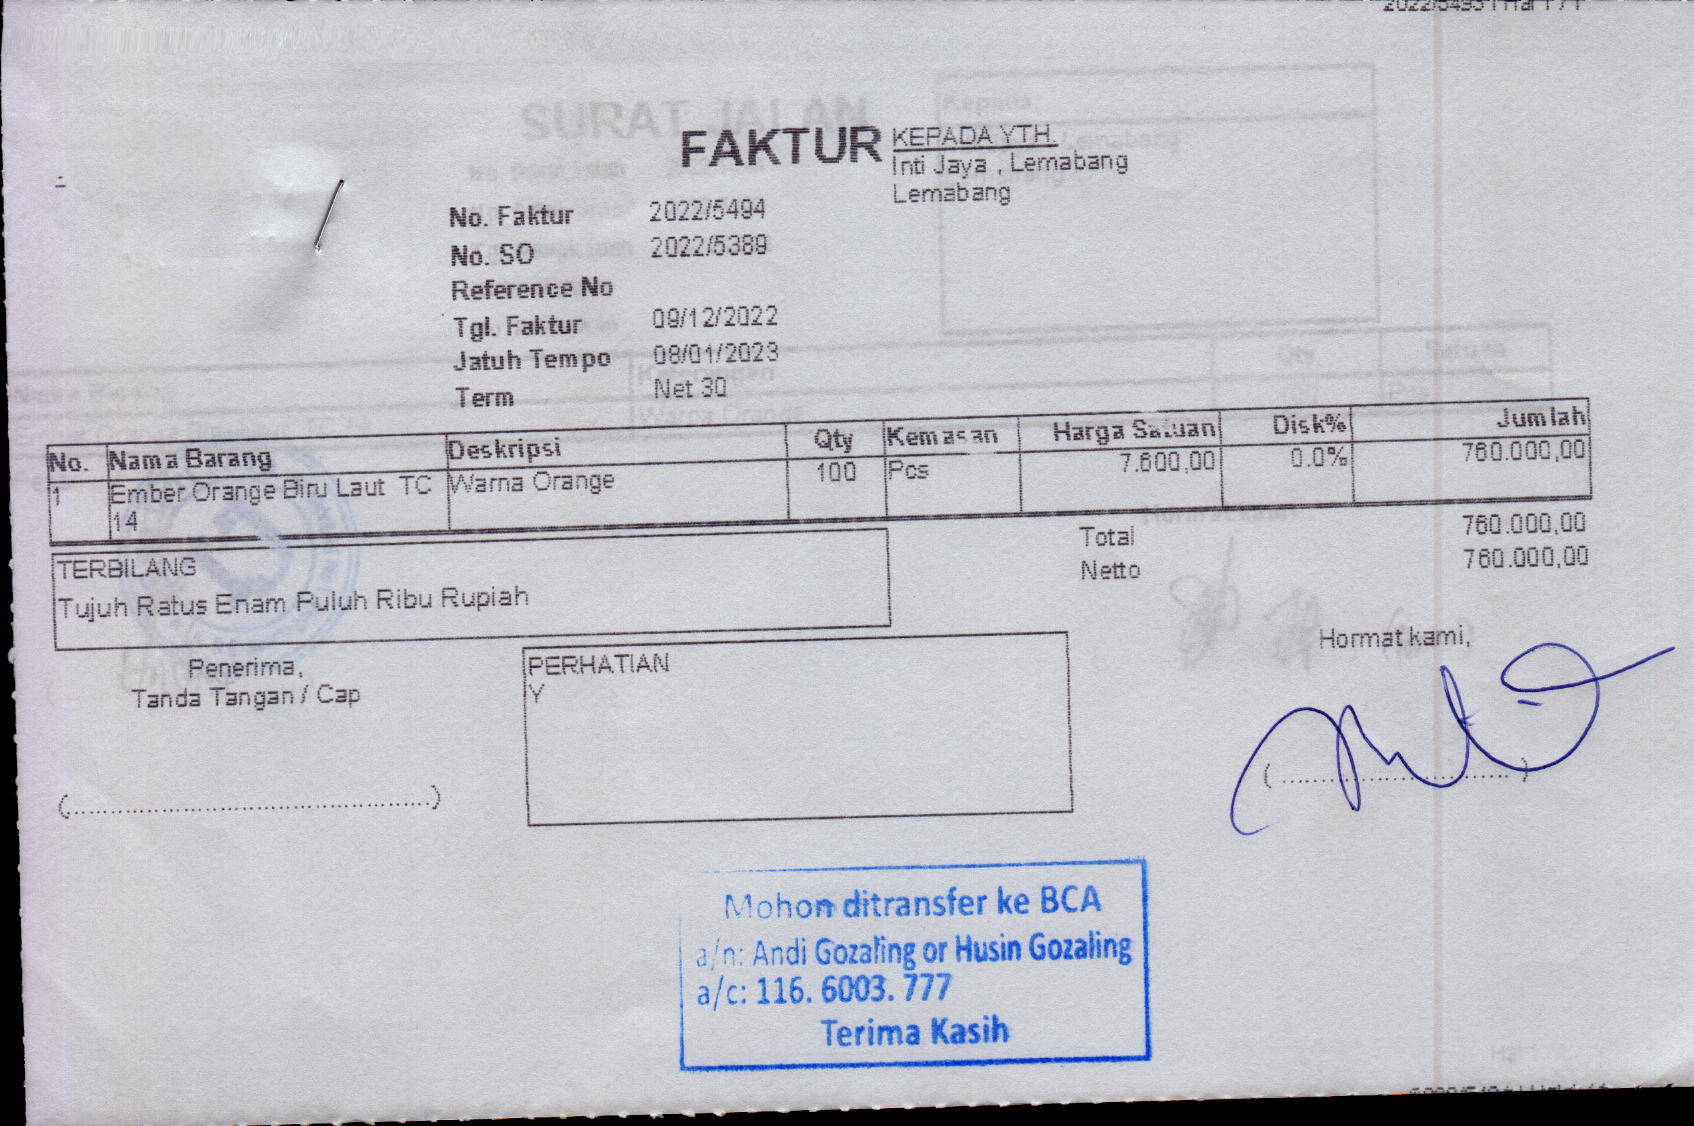 FAKTUR
KEPADA YTH.
Inti Jaya , Lemabang
Lemabang
No. Faktur 2022/5494
No. SO 2022/5389
Reference No
Tgl. Faktur 09/12/2022
Jatuh Tempo 08/01/2023
Term Net 30
No. Nama Barang Deskripsi Qty Kemasan Harga Satuan Disk% Jumlah
1 Ember Orange Biru Laut TC Warna Orange 100 Pcs 7.600,00 0.0% 760.000,00
14
Total 760.000,00
Netto 760.000,00
TERBILANG
Tujuh Ratus Enam Puluh Ribu Rupiah
Penerima,
Tanda Tangan / Cap
PERHATIAN
Y
Hormat kami,
Mohon ditransfer ke BCA
a/n: Andi Gozaling or Husin Gozaling
a/c: 116. 6003. 777
Terima Kasih